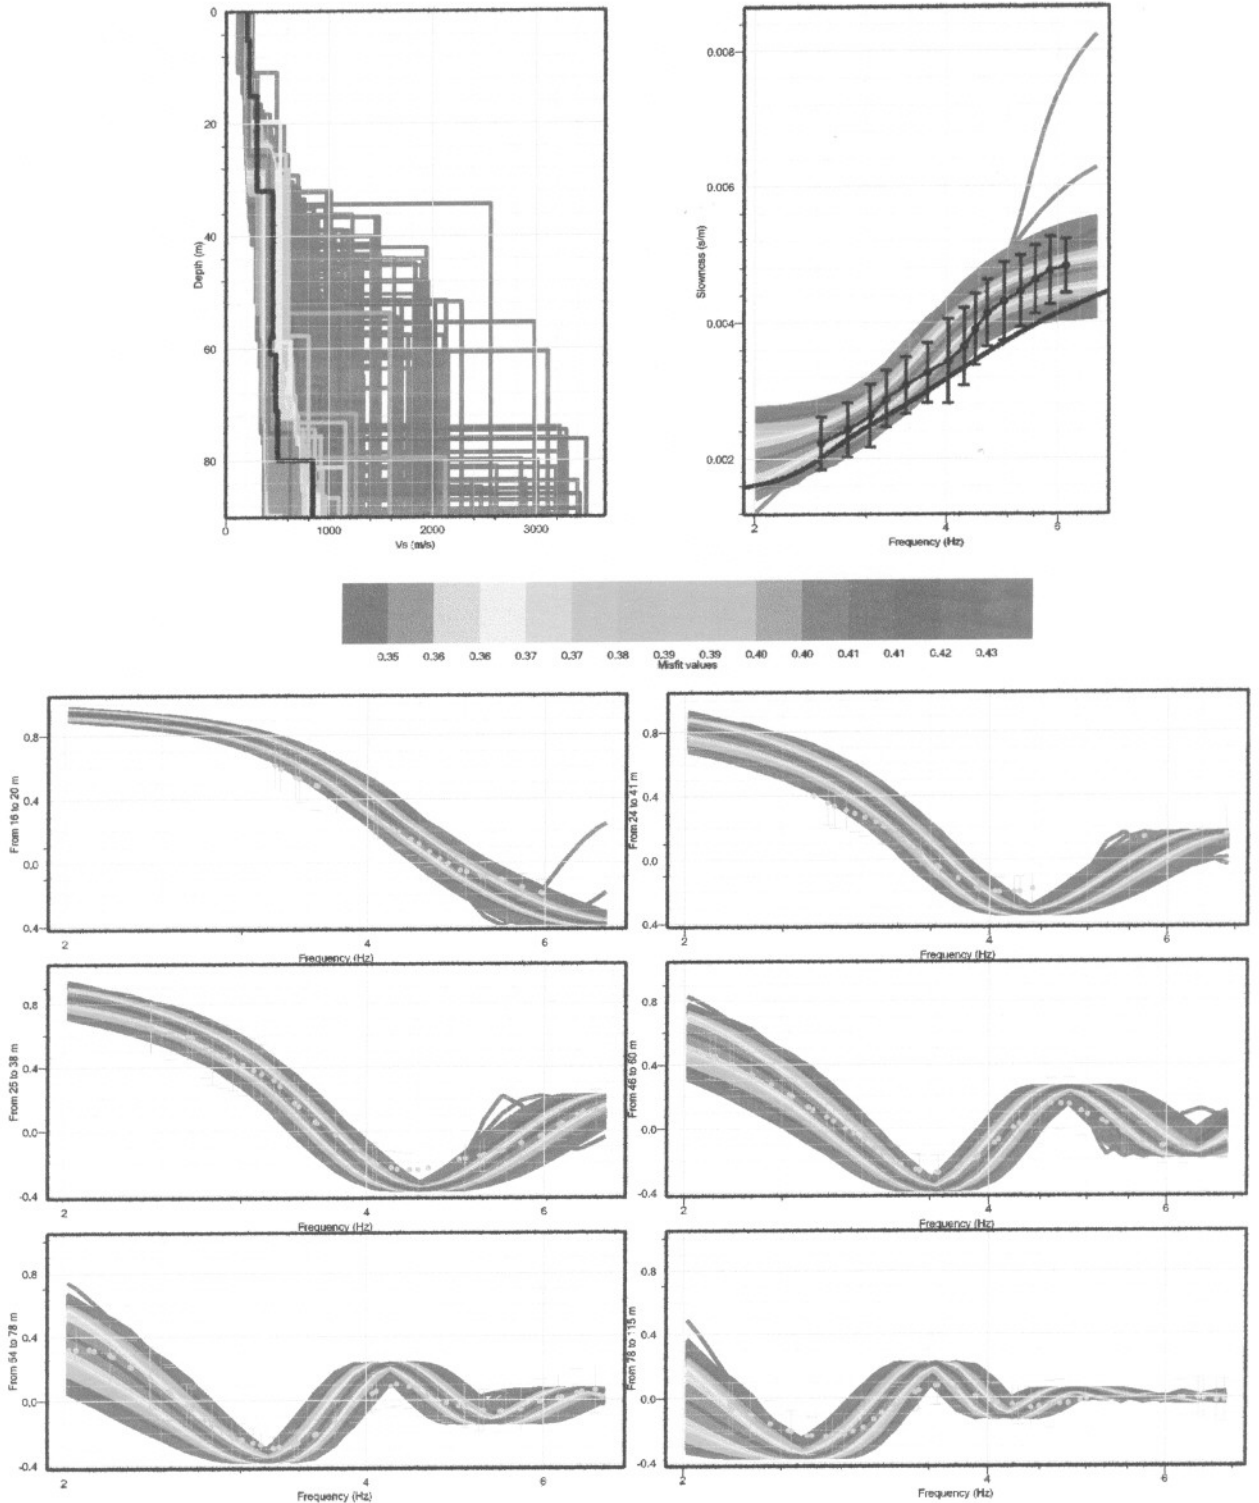 0
20
40
60
80
Depth (m)
0
1000
2000
3000
Vs (m/s)
0.008
0.006
0.004
0.002
Slowness (s/m)
2
4
6
Frequency (Hz)
0.35 0.36 0.36 0.37 0.37 0.38 0.39 0.39 0.40 0.40 0.41 0.41 0.42 0.43
Misfit values
From 16 to 20 m
0.8
0.4
0.0
0.4
2 4 6
Frequency (Hz)
From 24 to 41 m
0.8
0.4
0.0
0.4
2 4 6
Frequency (Hz)
From 25 to 38 m
0.8
0.4
0.0
-0.4
2 4 6
Frequency (Hz)
From 46 to 60 m
0.8
0.4
0.0
-0.4
2 4 6
Frequency (Hz)
From 54 to 78 m
0.8
0.4
0.0
-0.4
2 4 6
Frequency (Hz)
From 78 to 115 m
0.8
0.4
0.0
-0.4
2 4 6
Frequency (Hz)